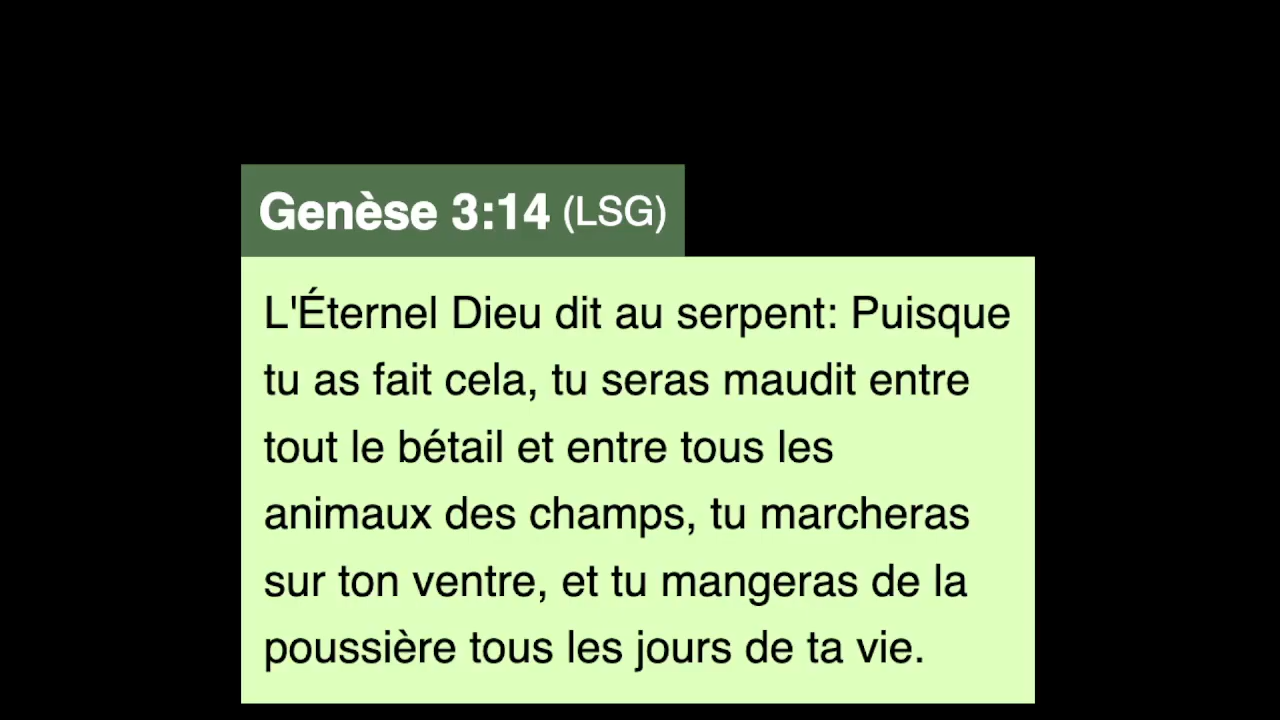 Genèse 3:14 (LSG)
L'Éternel Dieu dit au serpent: Puisque
tu as fait cela, tu seras maudit entre
tout le bétail et entre tous les
animaux des champs, tu marcheras
sur ton ventre, et tu mangeras de la
poussière tous les jours de ta vie.